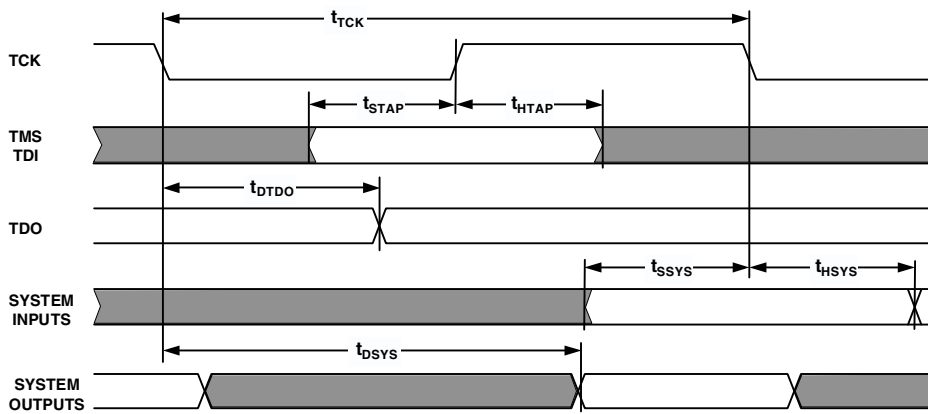 tTCK
TCK
tSTAP
tHTAP
TMS
TDI
tDTDO
TDO
tSSYS
tHSYS
SYSTEM
INPUTS
tDSYS
SYSTEM
OUTPUTS